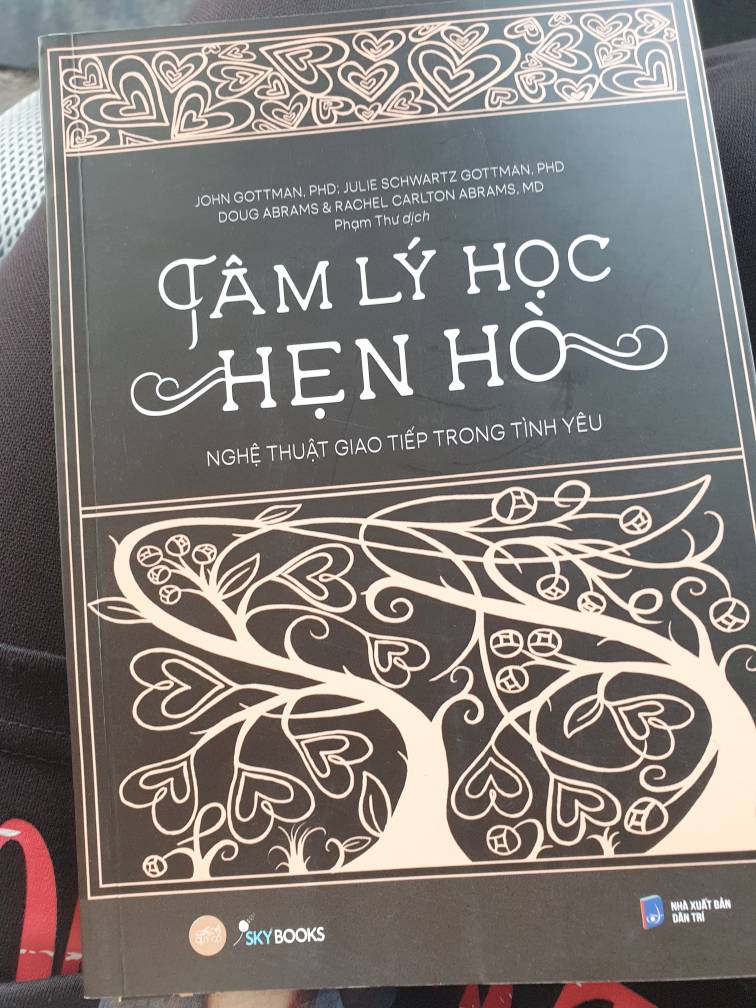 JOHN GOTTMAN, PHD; JULIE SCHWARTZ GOTTMAN, PHD
DOUG ABRAMS & RACHEL CARLTON ABRAMS, MD
Phạm Thư dịch
TÂM LÝ HỌC
HẸN HÒ
NGHỆ THUẬT GIAO TIẾP TRONG TÌNH YÊU
SKYBOOKS
NHÀ XUẤT BẢN
DÂN TRÍ